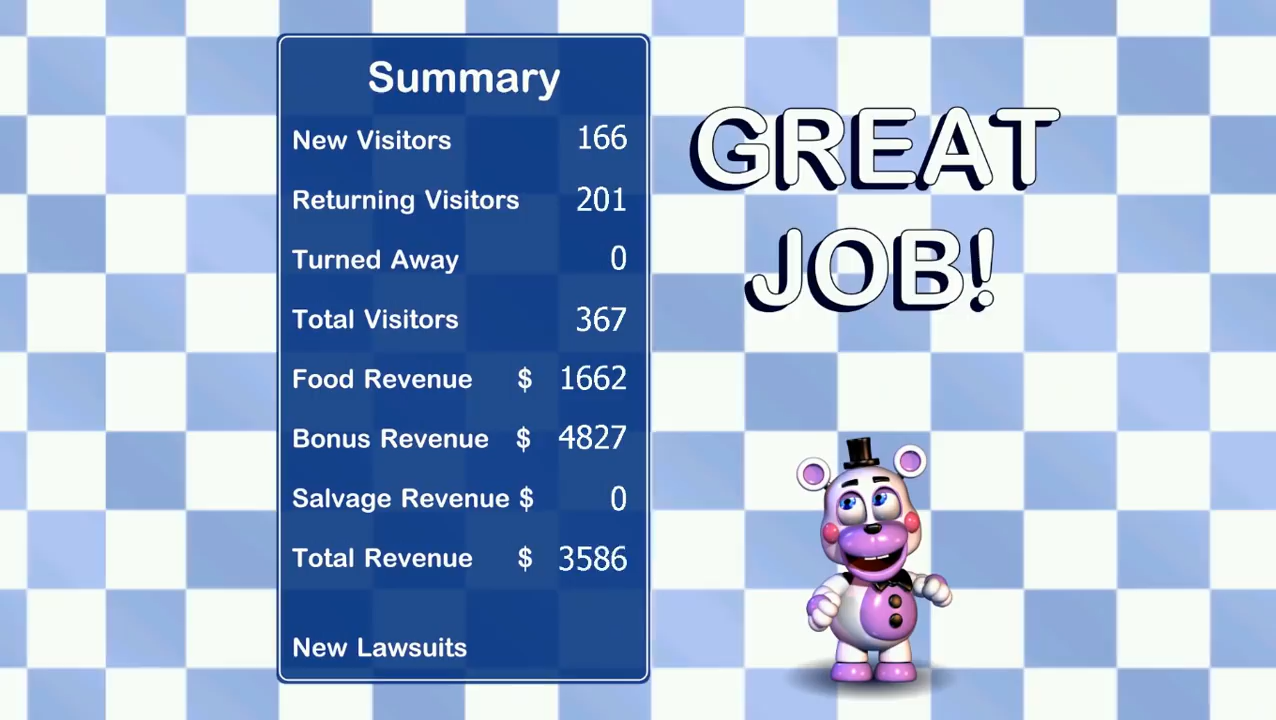 Summary
New Visitors 166
Returning Visitors 201
Turned Away 0
Total Visitors 367
Food Revenue $ 1662
Bonus Revenue $ 4827
Salvage Revenue $ 0
Total Revenue $ 3586
New Lawsuits
GREAT
JOB!